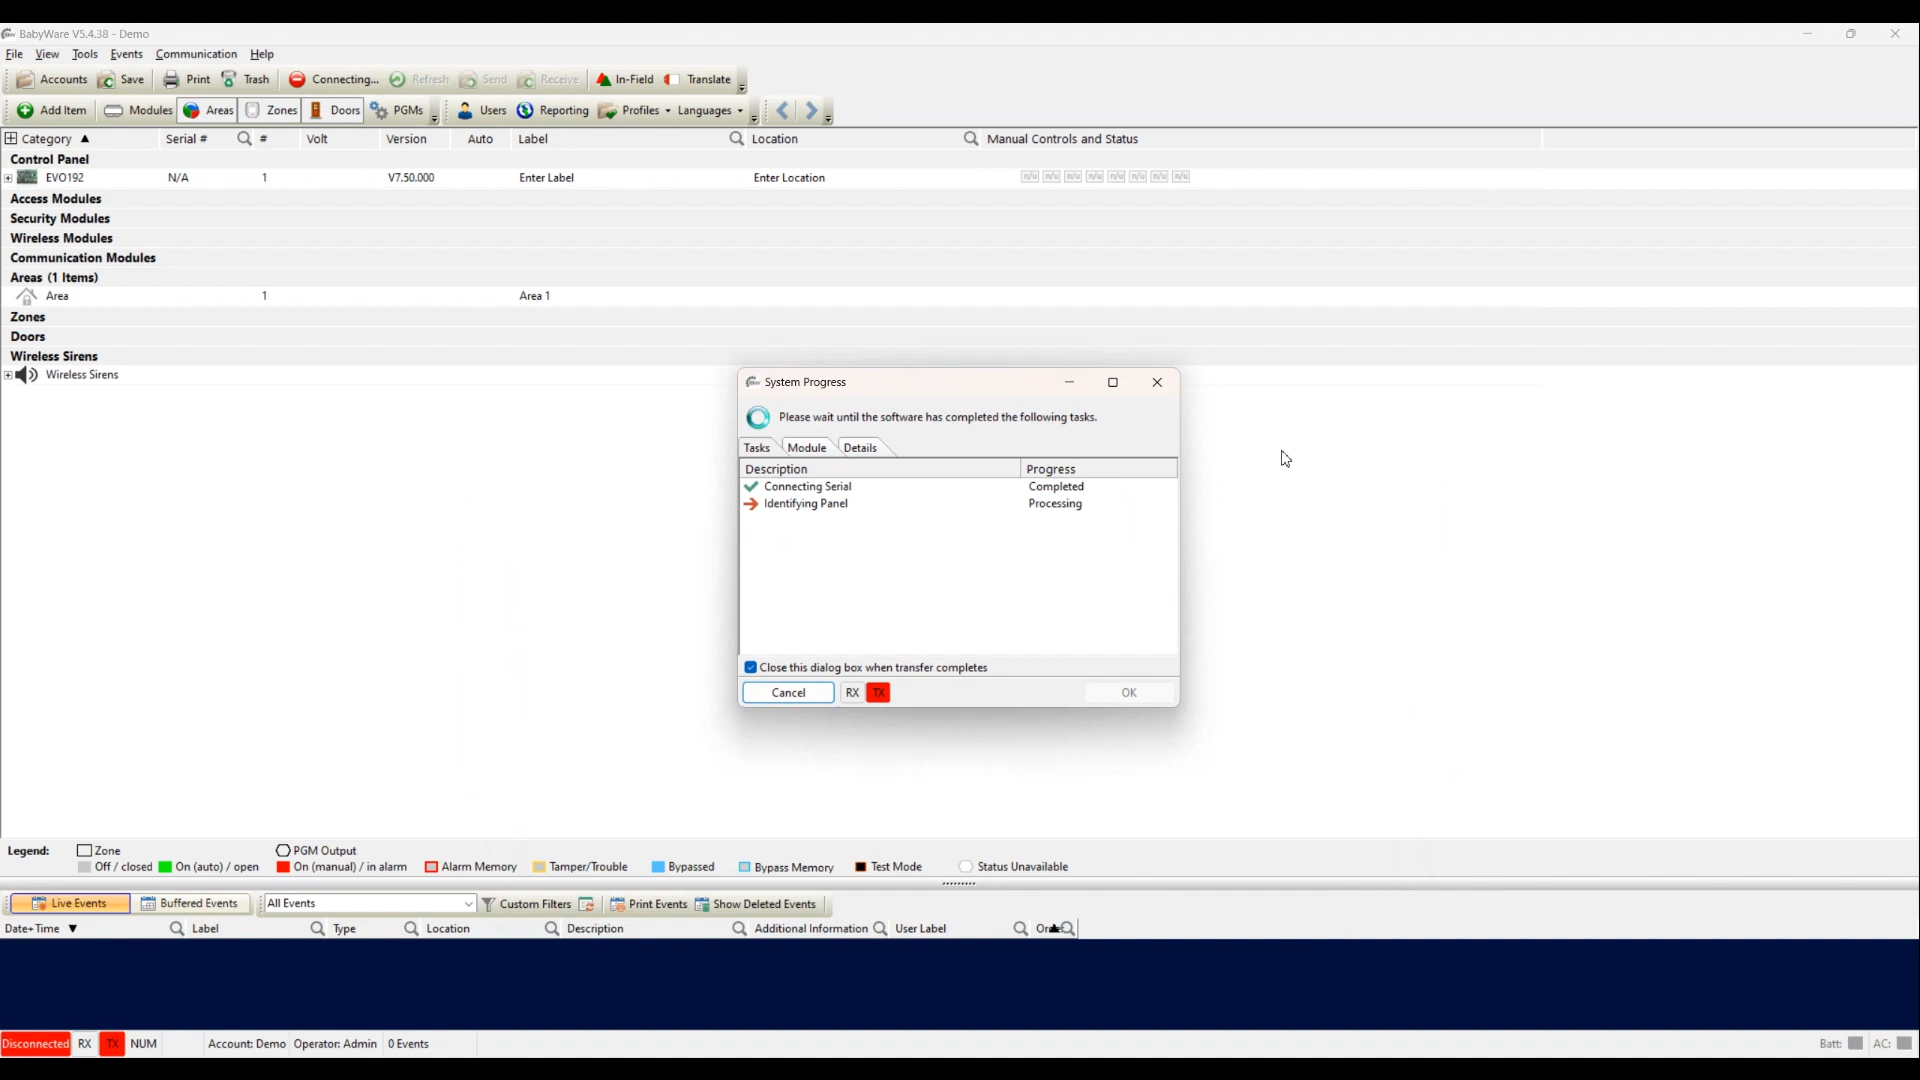 BabyWare V5.4.38 - Demo
File View Tools Events Communication Help
Accounts Save Print Trash Connecting... Refresh Send Receive In-Field Translate
Add Item Modules Areas Zones Doors PGMs Users Reporting Profiles Languages
Category Serial # # Volt Version Auto Label Location Manual Controls and Status
Control Panel
EVO192 N/A 1 V7.50.000 Enter Label Enter Location n/u n/u n/u n/u n/u n/u n/u n/u
Access Modules
Security Modules
Wireless Modules
Communication Modules
Areas (1 Items)
Area 1 Area 1
Zones
Doors
Wireless Sirens
Wireless Sirens
System Progress
Please wait until the software has completed the following tasks.
Tasks Module Details
Description Progress
Connecting Serial Completed
Identifying Panel Processing
Close this dialog box when transfer completes
Cancel RX TX OK
Legend: Zone PGM Output
Off / closed On (auto) / open On (manual) / in alarm Alarm Memory Tamper/Trouble Bypassed Bypass Memory Test Mode Status Unavailable
Live Events Buffered Events All Events Custom Filters Print Events Show Deleted Events
Date+Time Label Type Location Description Additional Information User Label
Disconnected RX TX NUM Account: Demo Operator: Admin 0 Events Batt: AC: